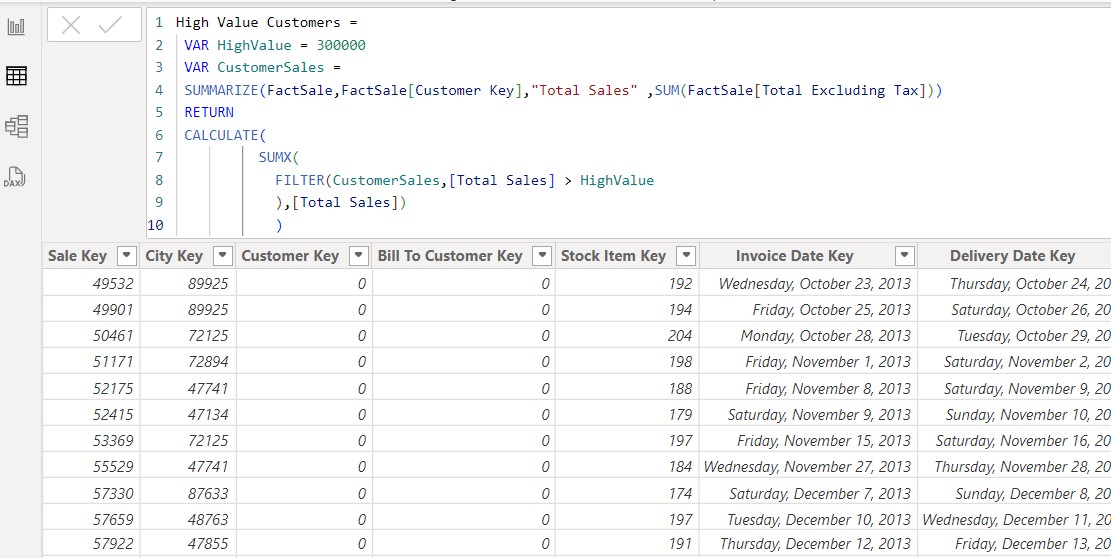 1 High Value Customers =
2 VAR HighValue = 300000
3 VAR CustomerSales =
4 SUMMARIZE(FactSale,FactSale[Customer Key],"Total Sales" ,SUM(FactSale[Total Excluding Tax]))
5 RETURN
6 CALCULATE(
7 SUMX(
8 FILTER(CustomerSales,[Total Sales] > HighValue
9 ),[Total Sales])
10 )
DAX
Sale Key City Key Customer Key Bill To Customer Key Stock Item Key Invoice Date Key Delivery Date Key
49532 89925 0 0 192 Wednesday, October 23, 2013 Thursday, October 24, 20
49901 89925 0 0 194 Friday, October 25, 2013 Saturday, October 26, 20
50461 72125 0 0 204 Monday, October 28, 2013 Tuesday, October 29, 20
51171 72894 0 0 198 Friday, November 1, 2013 Saturday, November 2, 20
52175 47741 0 0 188 Friday, November 8, 2013 Saturday, November 9, 20
52415 47134 0 0 179 Saturday, November 9, 2013 Sunday, November 10, 20
53369 72125 0 0 197 Friday, November 15, 2013 Saturday, November 16, 20
55529 47741 0 0 184 Wednesday, November 27, 2013 Thursday, November 28, 20
57330 87633 0 0 174 Saturday, December 7, 2013 Sunday, December 8, 20
57659 48763 0 0 197 Tuesday, December 10, 2013 Wednesday, December 11, 20
57922 47855 0 0 191 Thursday, December 12, 2013 Friday, December 13, 20